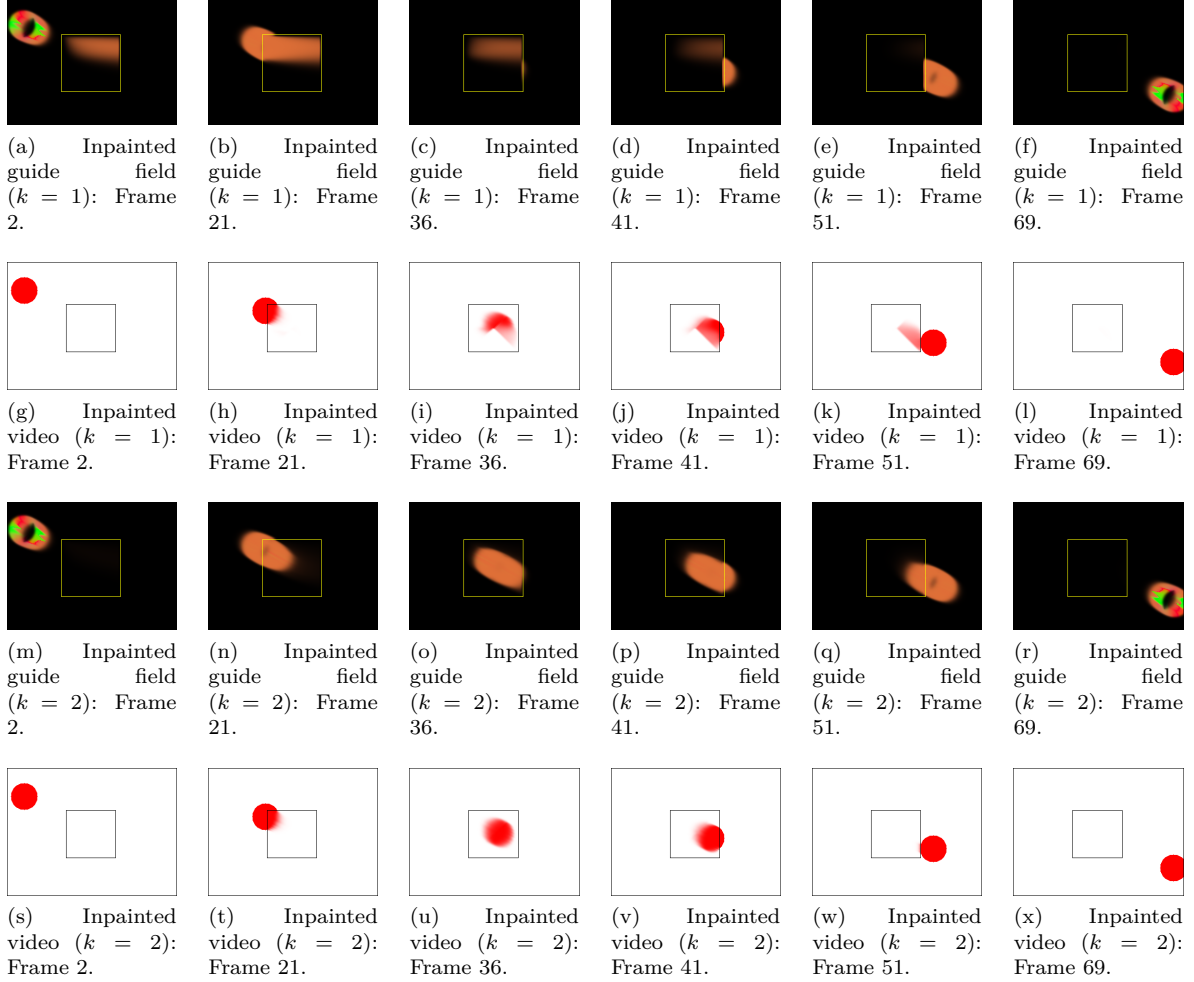 (a) Inpainted
guide field
(k = 1): Frame
2.
(b) Inpainted
guide field
(k = 1): Frame
21.
(c) Inpainted
guide field
(k = 1): Frame
36.
(d) Inpainted
guide field
(k = 1): Frame
41.
(e) Inpainted
guide field
(k = 1): Frame
51.
(f) Inpainted
guide field
(k = 1): Frame
69.
(g) Inpainted
video (k = 1):
Frame 2.
(h) Inpainted
video (k = 1):
Frame 21.
(i) Inpainted
video (k = 1):
Frame 36.
(j) Inpainted
video (k = 1):
Frame 41.
(k) Inpainted
video (k = 1):
Frame 51.
(l) Inpainted
video (k = 1):
Frame 69.
(m) Inpainted
guide field
(k = 2): Frame
2.
(n) Inpainted
guide field
(k = 2): Frame
21.
(o) Inpainted
guide field
(k = 2): Frame
36.
(p) Inpainted
guide field
(k = 2): Frame
41.
(q) Inpainted
guide field
(k = 2): Frame
51.
(r) Inpainted
guide field
(k = 2): Frame
69.
(s) Inpainted
video (k = 2):
Frame 2.
(t) Inpainted
video (k = 2):
Frame 21.
(u) Inpainted
video (k = 2):
Frame 36.
(v) Inpainted
video (k = 2):
Frame 41.
(w) Inpainted
video (k = 2):
Frame 51.
(x) Inpainted
video (k = 2):
Frame 69.